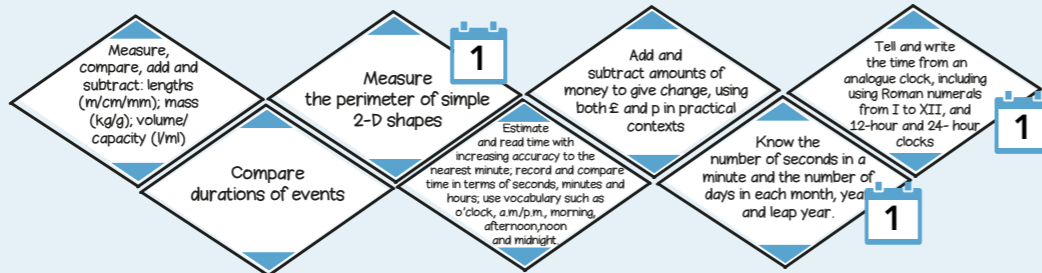 Measure,
compare, add and
subtract: lengths
(m/cm/mm); mass
(kg/g); volume/
capacity (l/ml)
Compare
durations of events
Measure
the perimeter of simple
2-D shapes
1
Estimate
and read time with
increasing accuracy to the
nearest minute; record and compare
time in terms of seconds, minutes and
hours; use vocabulary such as
o'clock, a.m/p.m., morning,
afternoon,noon
and midnight
Add and
subtract amounts of
money to give change, using
both £ and p in practical
contexts
Know the
number of seconds in a
minute and the number of
days in each month, year
and leap year.
1
Tell and write
the time from an
analogue clock, including
using Roman numerals
from I to XII, and
12-hour and 24- hour
clocks
1